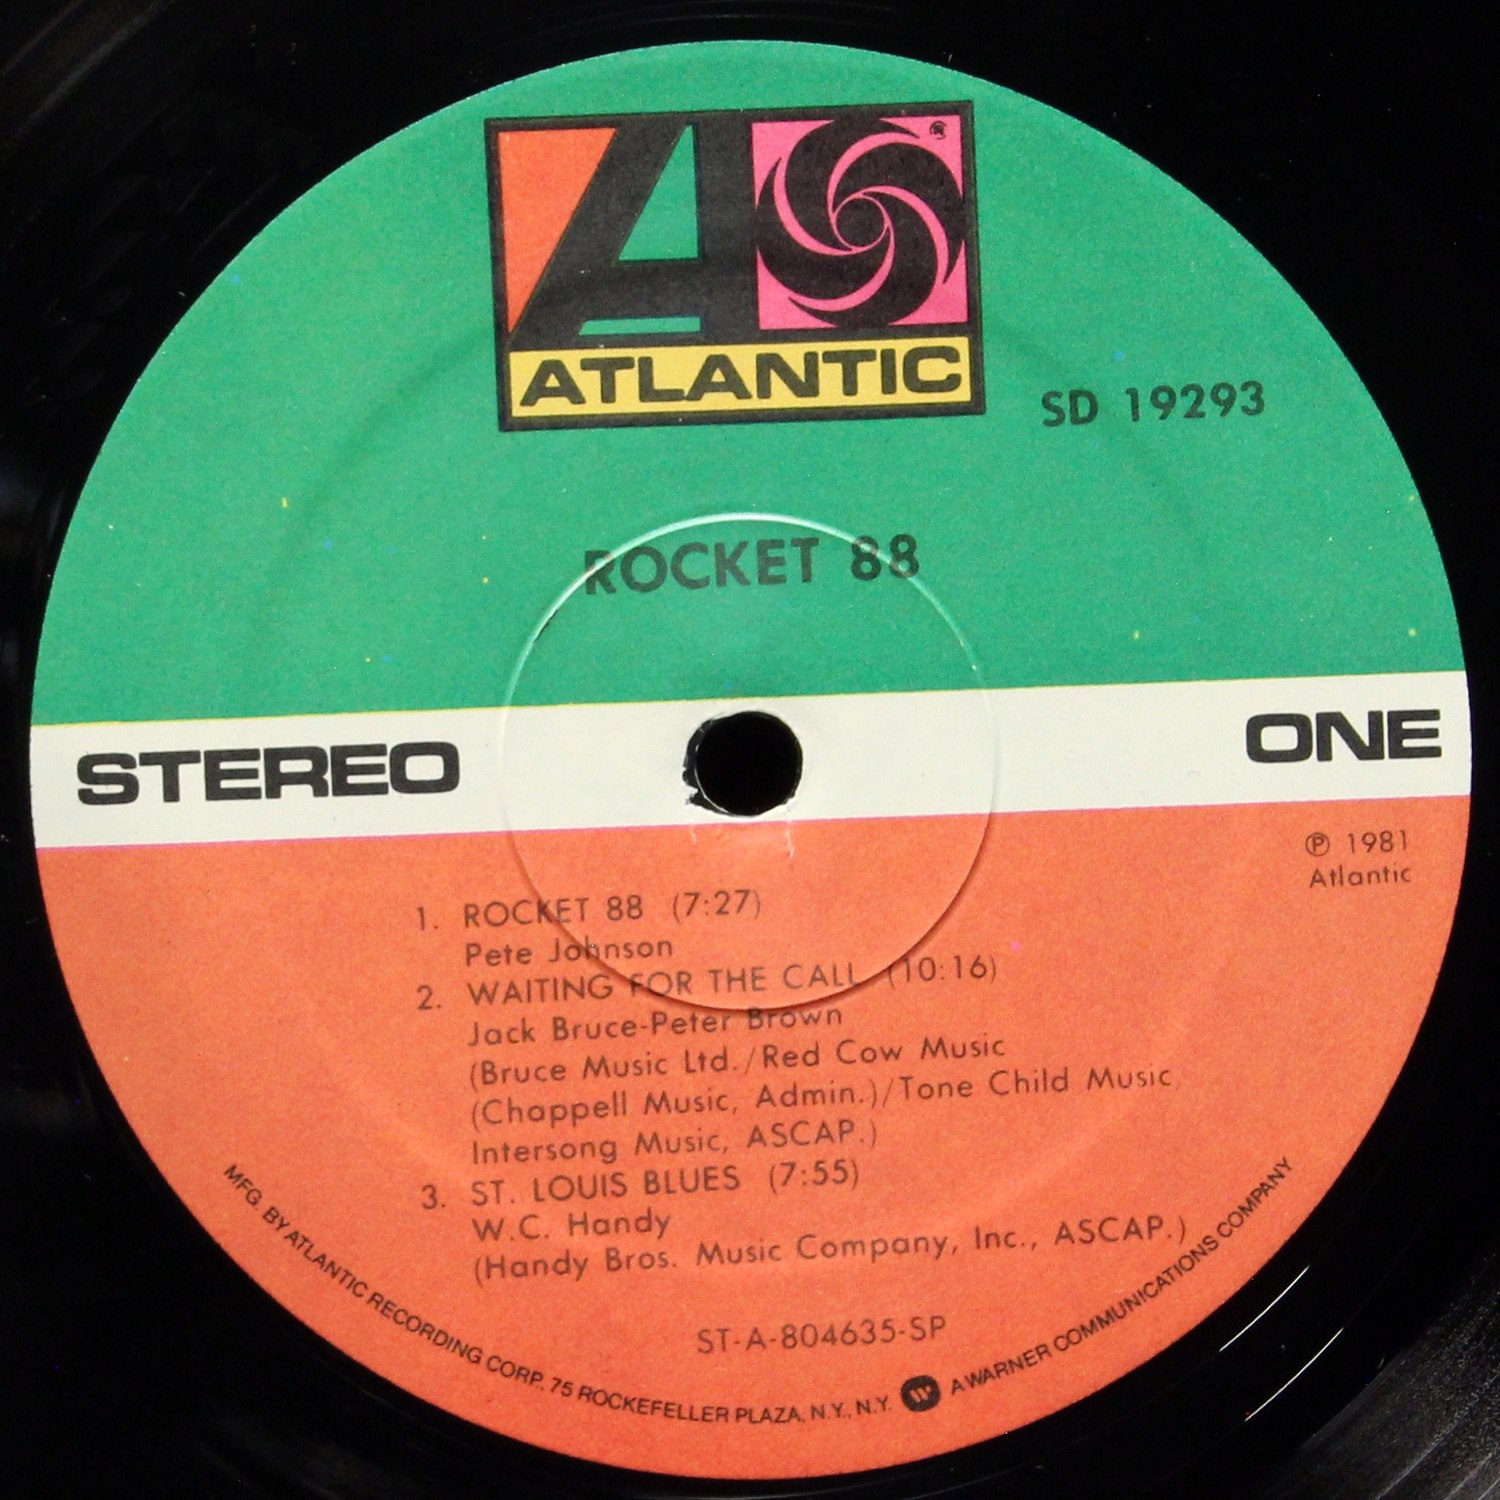 ATLANTIC
SD 19293
ROCKET 88
STEREO
ONE
℗ 1981
Atlantic
1. ROCKET 88 (7:27)
Pete Johnson
2. WAITING FOR THE CALL (10:16)
Jack Bruce-Peter Brown
(Bruce Music Ltd./Red Cow Music
(Chappell Music, Admin.)/Tone Child Music,
Intersong Music, ASCAP.)
3. ST. LOUIS BLUES (7:55)
W.C. Handy
(Handy Bros. Music Company, Inc., ASCAP.)
ST-A-804635-SP
MFG. BY ATLANTIC RECORDING CORP., 75 ROCKEFELLER PLAZA, N.Y., N.Y. A WARNER COMMUNICATIONS COMPANY